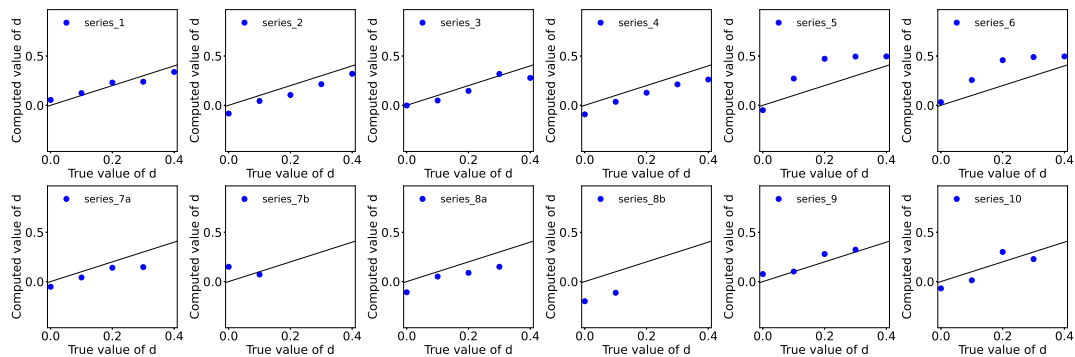 series_1
0.5
0.0
0.0 0.2 0.4
True value of d
Computed value of d
series_2
0.5
0.0
0.0 0.2 0.4
True value of d
Computed value of d
series_3
0.5
0.0
0.0 0.2 0.4
True value of d
Computed value of d
series_4
0.5
0.0
0.0 0.2 0.4
True value of d
Computed value of d
series_5
0.5
0.0
0.0 0.2 0.4
True value of d
Computed value of d
series_6
0.5
0.0
0.0 0.2 0.4
True value of d
Computed value of d
series_7a
0.5
0.0
0.0 0.2 0.4
True value of d
Computed value of d
series_7b
0.5
0.0
0.0 0.2 0.4
True value of d
Computed value of d
series_8a
0.5
0.0
0.0 0.2 0.4
True value of d
Computed value of d
series_8b
0.5
0.0
0.0 0.2 0.4
True value of d
Computed value of d
series_9
0.5
0.0
0.0 0.2 0.4
True value of d
Computed value of d
series_10
0.5
0.0
0.0 0.2 0.4
True value of d
Computed value of d